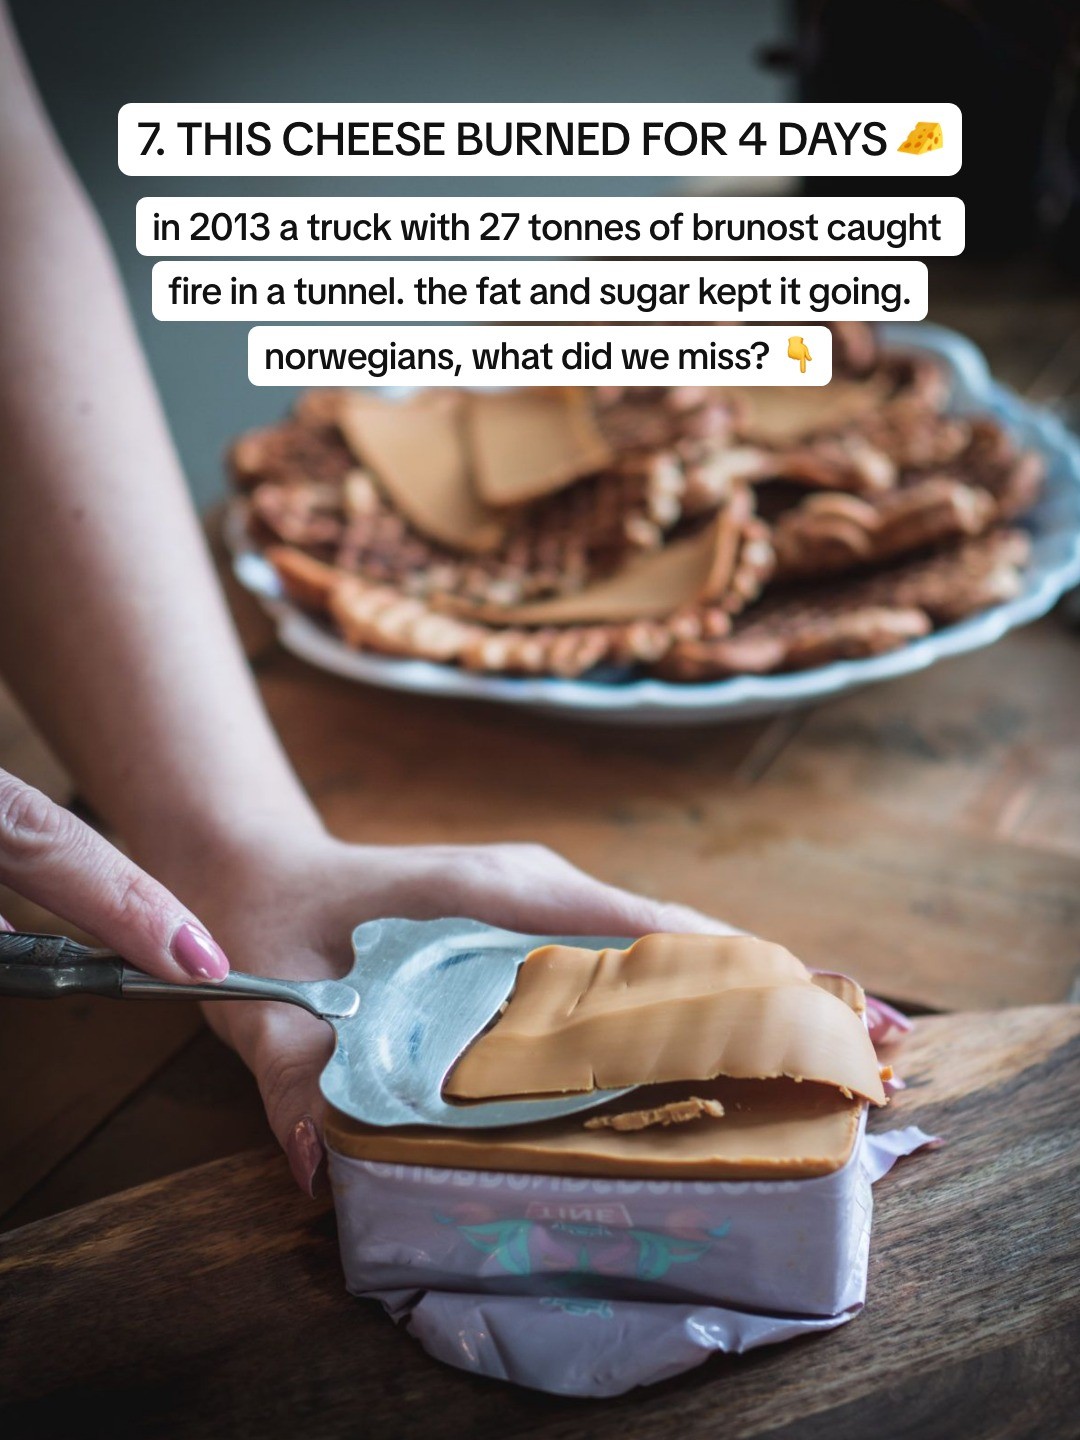 7. THIS CHEESE BURNED FOR 4 DAYS 🧀
in 2013 a truck with 27 tonnes of brunost caught
fire in a tunnel. the fat and sugar kept it going.
norwegians, what did we miss? 👇
TINE